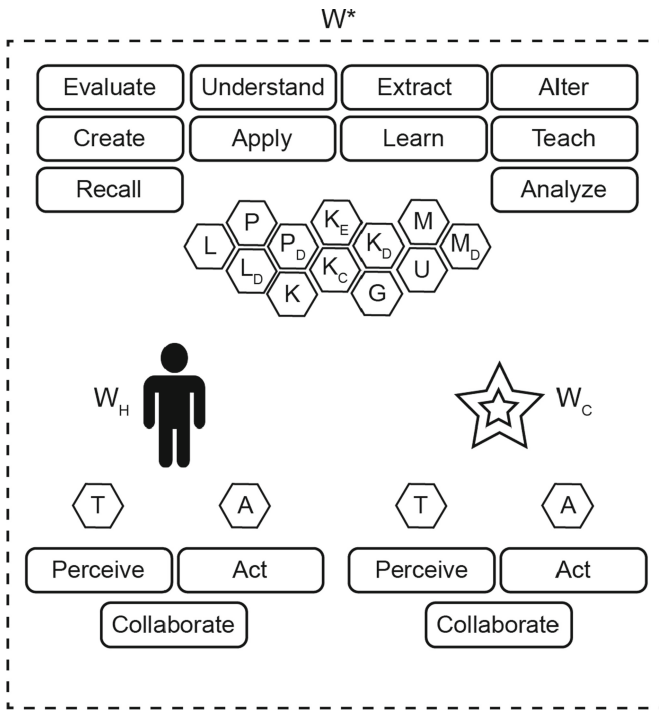 W*
Evaluate Understand Extract Alter
Create Apply Learn Teach
Recall Analyze
P K_E M
L P_D K_D M_D
L_D K_C U
K G
W_H W_C
T A T A
Perceive Act Perceive Act
Collaborate Collaborate